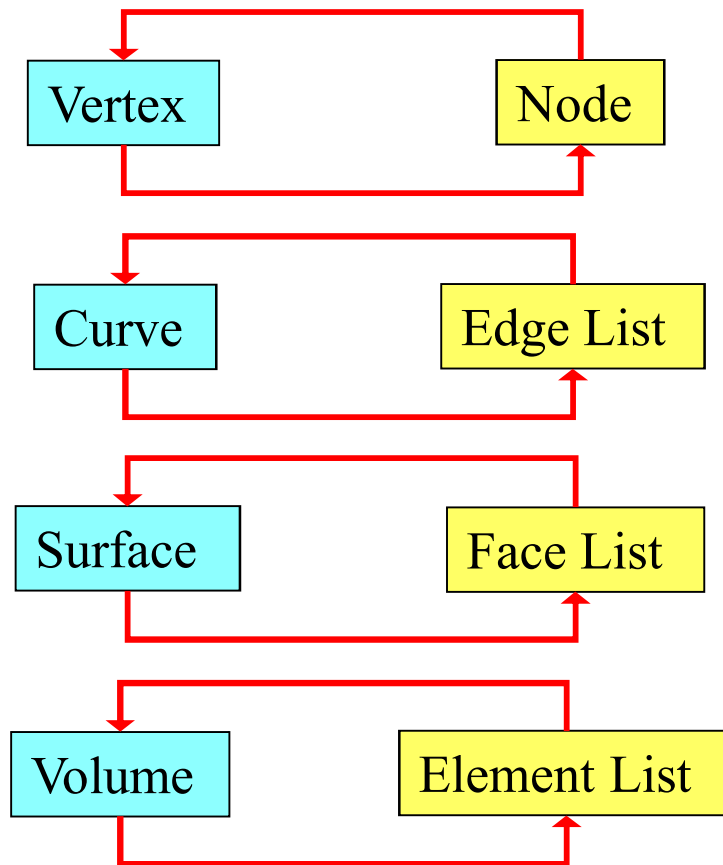 Vertex
Node
Curve
Edge List
Surface
Face List
Volume
Element List